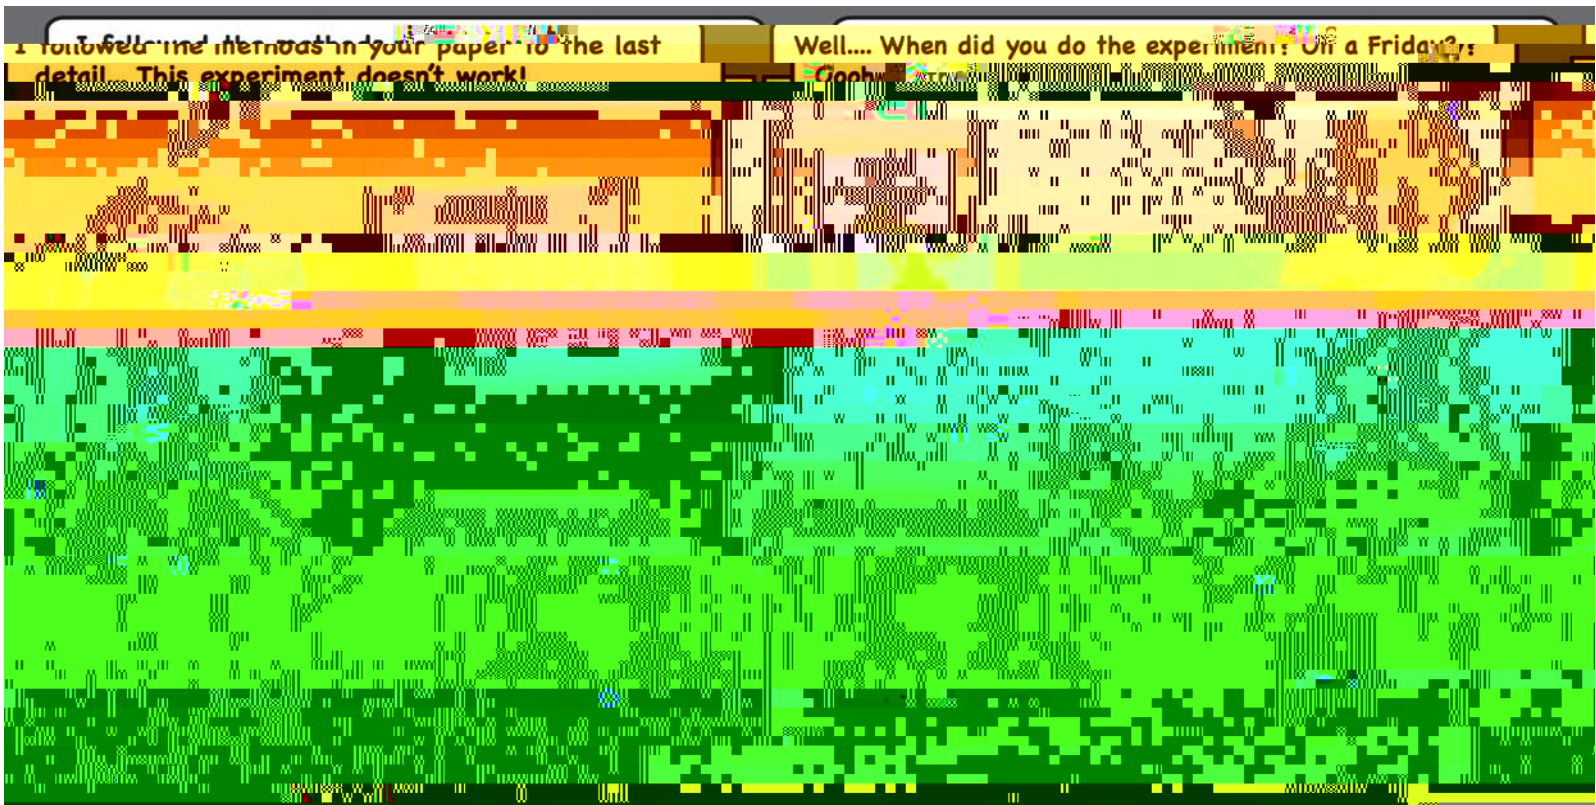 I followed the methods in your paper to the last
detail. This experiment doesn't work!
Well.... When did you do the experiment? On a Friday?!
Oooh